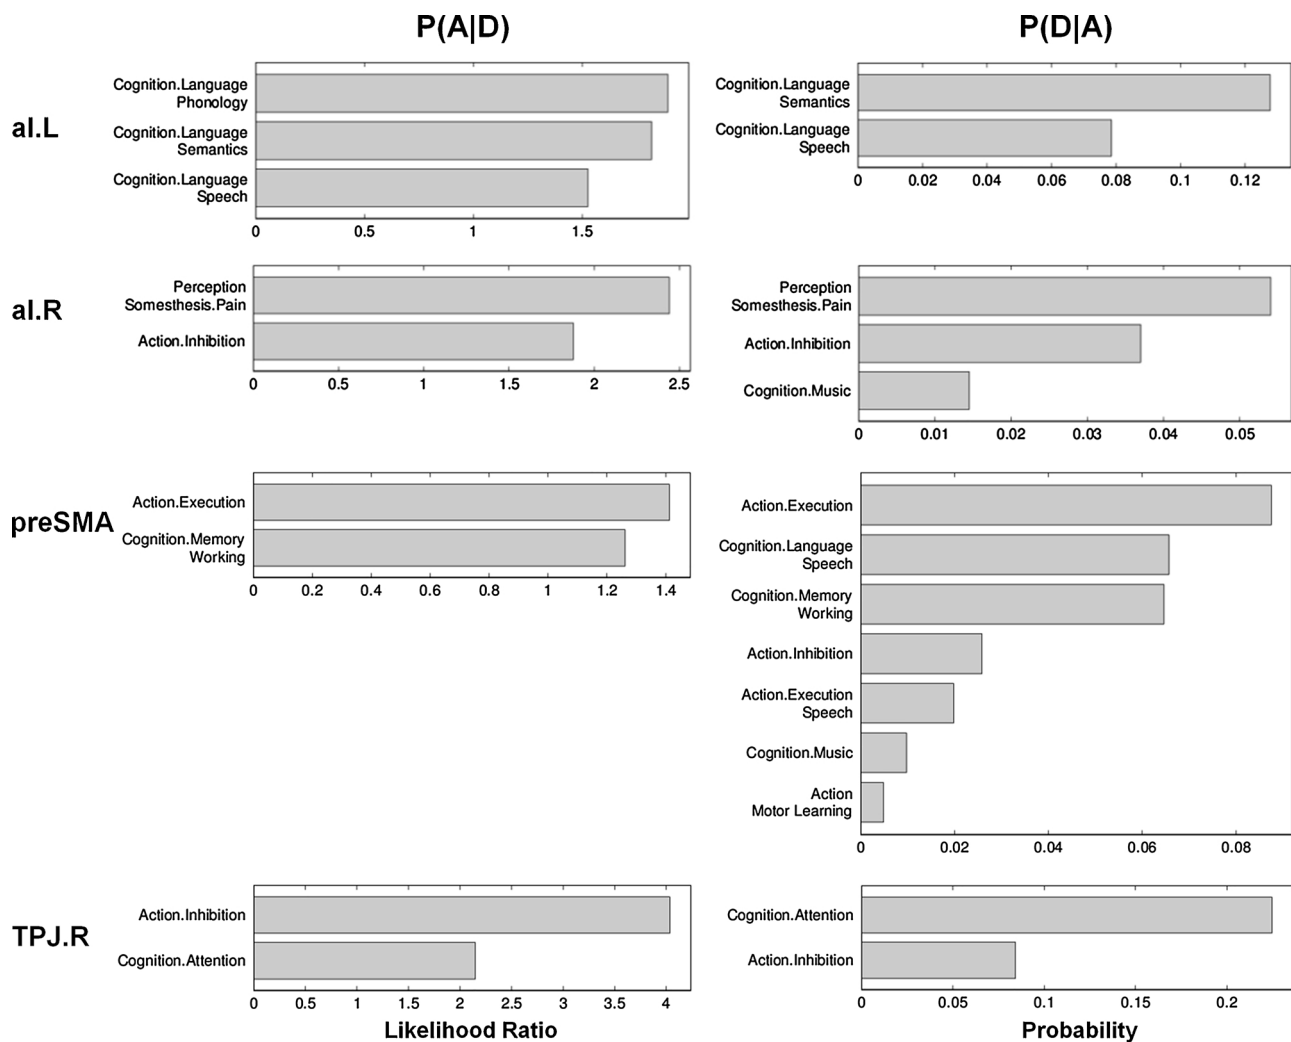 P(A|D)
P(D|A)
aI.L
Cognition.Language
Phonology
Cognition.Language
Semantics
Cognition.Language
Speech
0 0.5 1 1.5
Cognition.Language
Semantics
Cognition.Language
Speech
0 0.02 0.04 0.06 0.08 0.1 0.12
aI.R
Perception
Somesthesis.Pain
Action.Inhibition
0 0.5 1 1.5 2 2.5
Perception
Somesthesis.Pain
Action.Inhibition
Cognition.Music
0 0.01 0.02 0.03 0.04 0.05
preSMA
Action.Execution
Cognition.Memory
Working
0 0.2 0.4 0.6 0.8 1 1.2 1.4
Action.Execution
Cognition.Language
Speech
Cognition.Memory
Working
Action.Inhibition
Action.Execution
Speech
Cognition.Music
Action
Motor Learning
0 0.02 0.04 0.06 0.08
TPJ.R
Action.Inhibition
Cognition.Attention
0 0.5 1 1.5 2 2.5 3 3.5 4
Likelihood Ratio
Cognition.Attention
Action.Inhibition
0 0.05 0.1 0.15 0.2
Probability